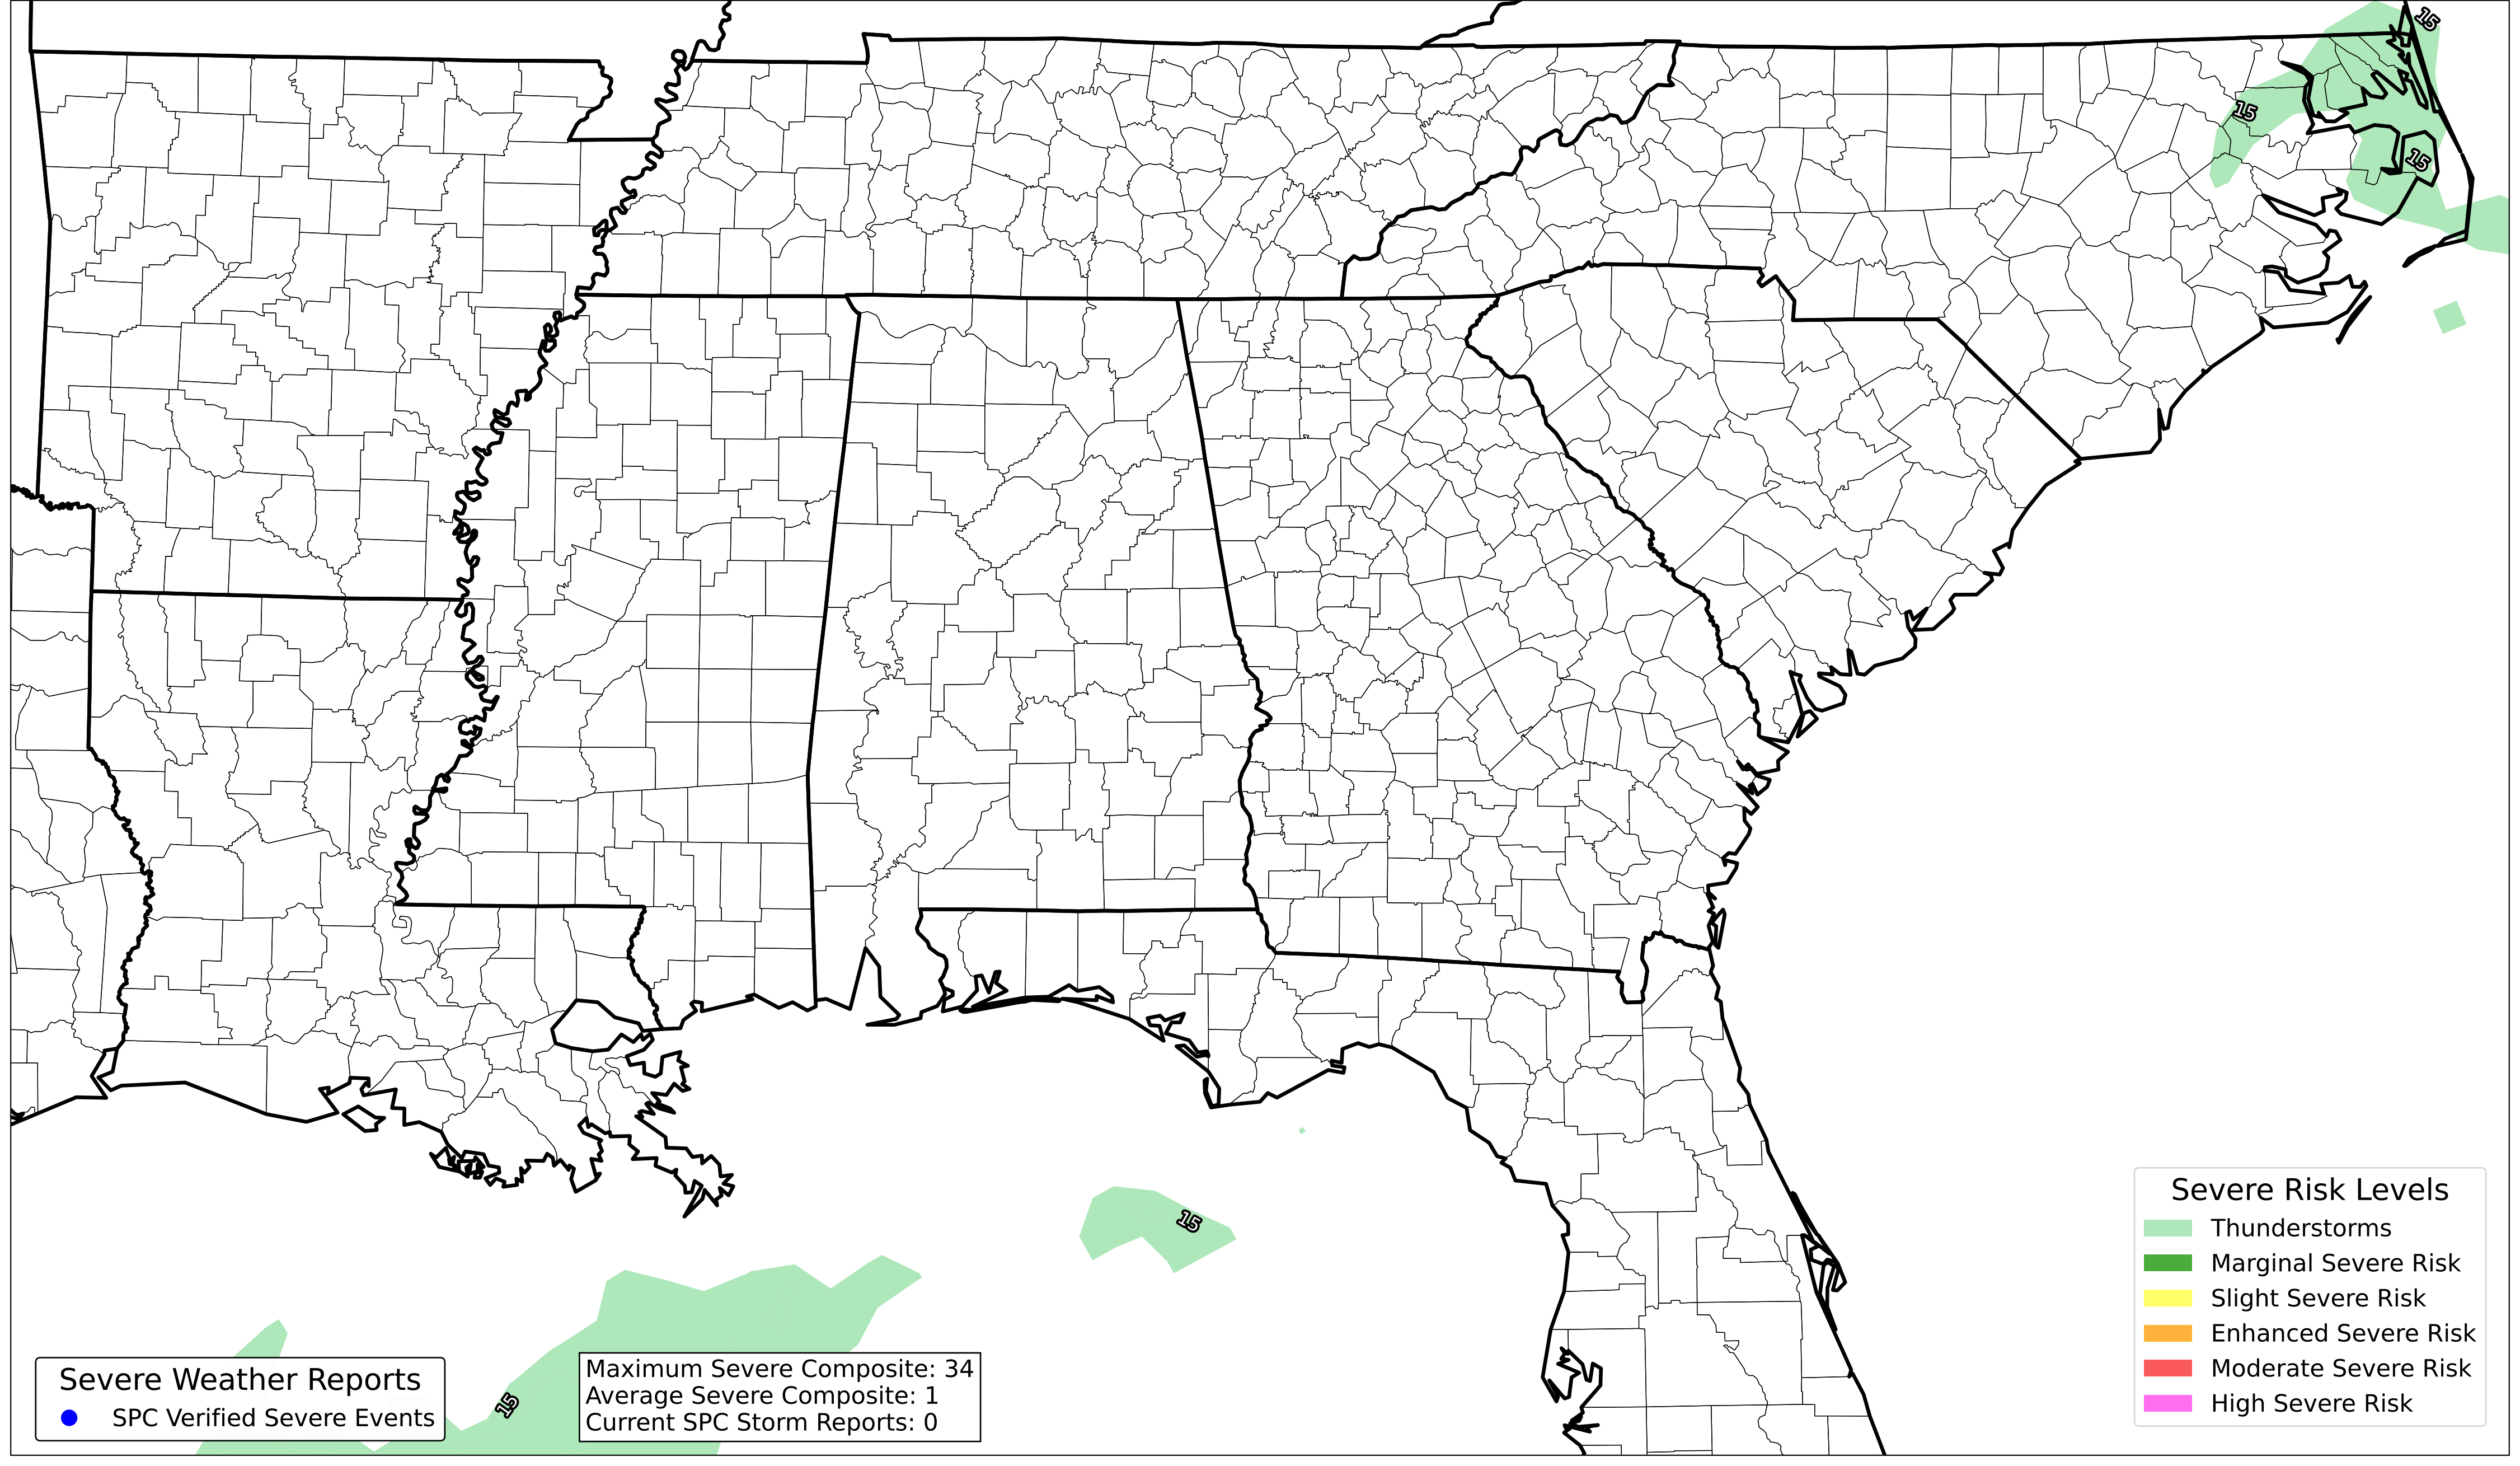 15
15
15
15
15
Severe Weather Reports
SPC Verified Severe Events
Maximum Severe Composite: 34
Average Severe Composite: 1
Current SPC Storm Reports: 0
Severe Risk Levels
Thunderstorms
Marginal Severe Risk
Slight Severe Risk
Enhanced Severe Risk
Moderate Severe Risk
High Severe Risk